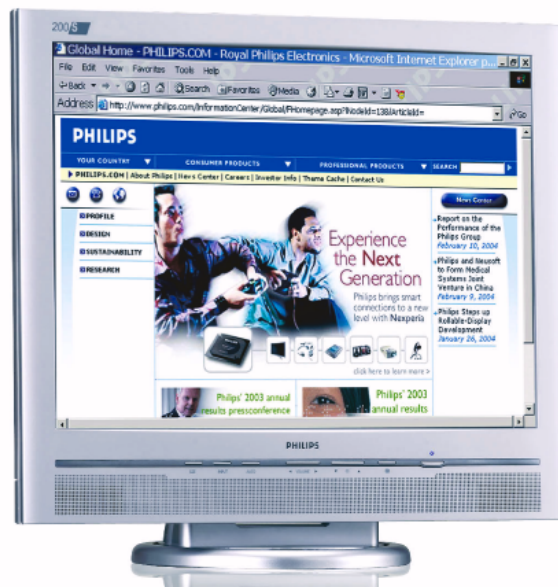 200/5
Global Home - PHILIPS.COM - Royal Phillips Electronics - Microsoft Internet Explorer p...
File Edit View Favorites Tools Help
Back Search Favorites Media
Address http://www.philips.com/InformationCenter/Global/FHomepage.asp?lNodeId=138lArticleId= Go
PHILIPS
YOUR COUNTRY CONSUMER PRODUCTS PROFESSIONAL PRODUCTS SEARCH
PHILIPS.COM | About Philips | News Center | Careers | Investor Info | Thema Cache | Contact Us
News Center
PROFILE
DESIGN
SUSTAINABILITY
RESEARCH
Experience
the Next
Generation
Philips brings smart
connections to a new
level with Nexperia
click here to learn more >
Report on the
Performance of the
Philips Group
February 10, 2004
Philips and Neusoft
to Form Medical
Systems Joint
Venture in China
February 9, 2004
Philips Steps up
Rollable-Display
Development
January 26, 2004
Philips' 2003 annual
results pressconference
Philips' 2003
annual results
PHILIPS